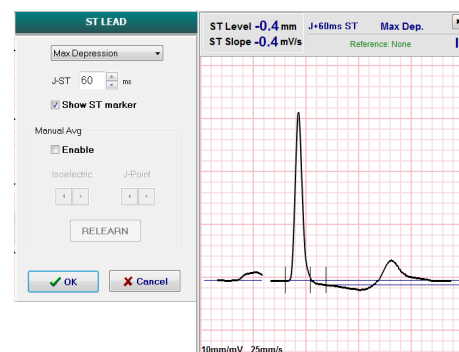 ST LEAD
Max Depression
J-ST 60 ms
Show ST marker
Manual Avg
Enable
Isoelectric J-Point
RELEARN
OK Cancel
ST Level -0.4 mm J+60ms ST Max Dep.
ST Slope -0.4 mV/s Reference: None
10mm/mV 25mm/s